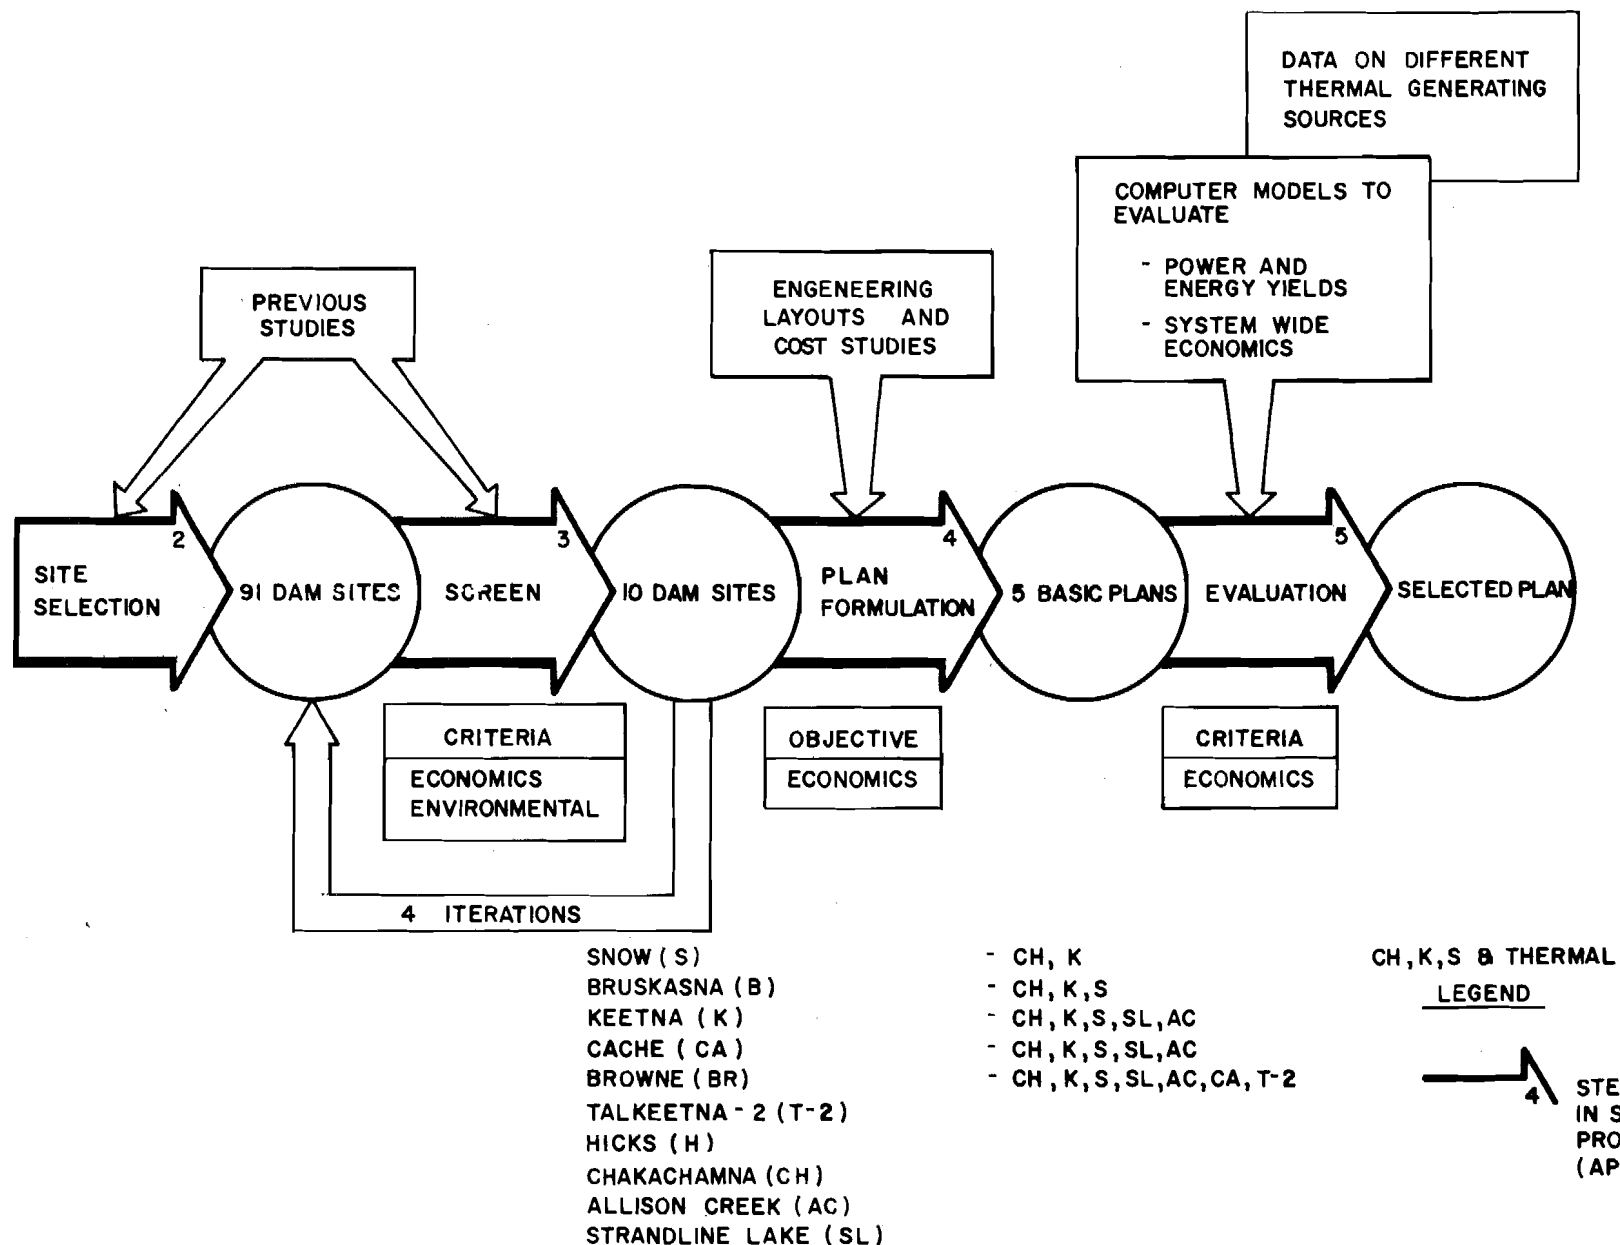 DATA ON DIFFERENT
THERMAL GENERATING
SOURCES
COMPUTER MODELS TO
EVALUATE
- POWER AND
ENERGY YIELDS
- SYSTEM WIDE
ECONOMICS
PREVIOUS
STUDIES
ENGENEERING
LAYOUTS AND
COST STUDIES
2
SITE
SELECTION
91 DAM SITES
3
SCREEN
10 DAM SITES
4
PLAN
FORMULATION
5 BASIC PLANS
5
EVALUATION
SELECTED PLAN
CRITERIA
ECONOMICS
ENVIRONMENTAL
OBJECTIVE
ECONOMICS
CRITERIA
ECONOMICS
4 ITERATIONS
SNOW (S)
BRUSKASNA (B)
KEETNA (K)
CACHE (CA)
BROWNE (BR)
TALKEETNA - 2 (T-2)
HICKS (H)
CHAKACHAMNA (CH)
ALLISON CREEK (AC)
STRANDLINE LAKE (SL)
- CH, K
- CH, K, S
- CH, K, S, SL, AC
- CH, K, S, SL, AC
- CH, K, S, SL, AC, CA, T-2
CH, K, S & THERMAL
LEGEND
4
STE
IN S
PRO
(AP